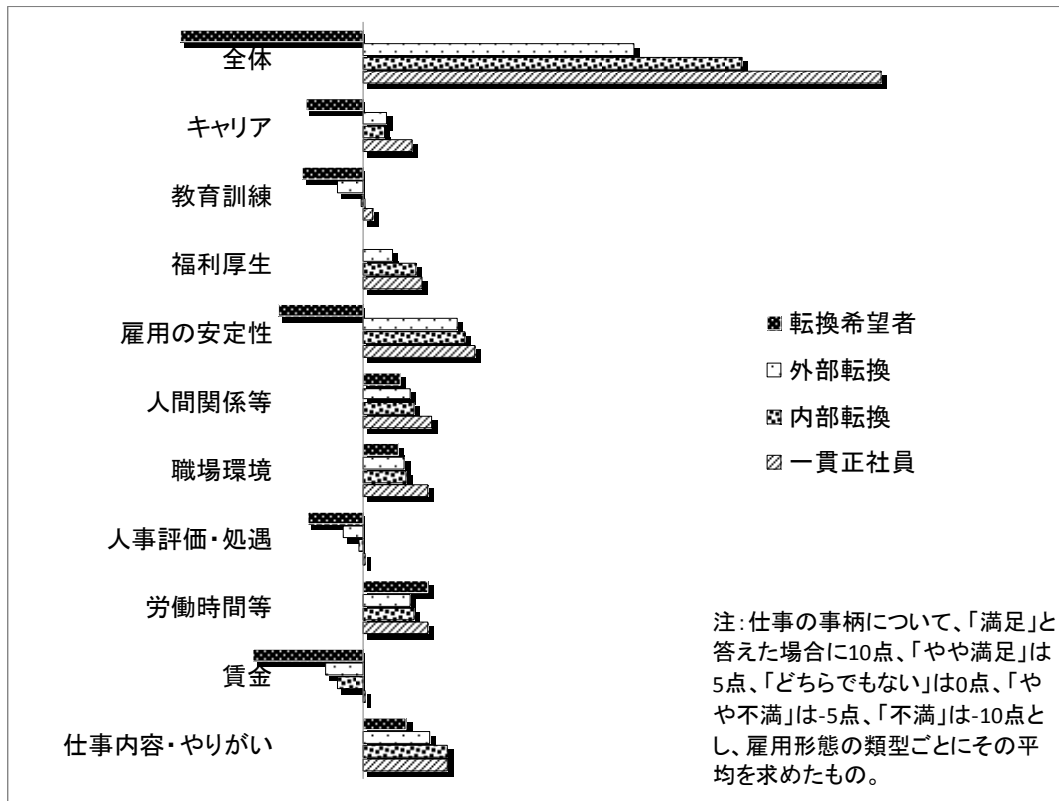 全体
キャリア
教育訓練
福利厚生
雇用の安定性
人間関係等
職場環境
人事評価・処遇
労働時間等
賃金
仕事内容・やりがい
転換希望者
外部転換
内部転換
一貫正社員
注:仕事の事柄について、「満足」と
答えた場合に10点、「やや満足」は
5点、「どちらでもない」は0点、「や
や不満」は-5点、「不満」は-10点と
し、雇用形態の類型ごとにその平
均を求めたもの。